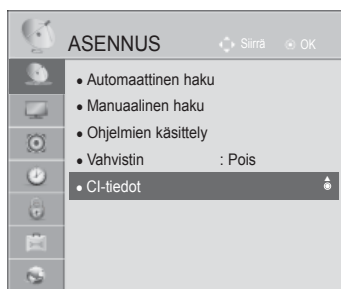 ASENNUS Siirrä OK
• Automaattinen haku
• Manuaalinen haku
• Ohjelmien käsittely
• Vahvistin : Pois
• CI-tiedot